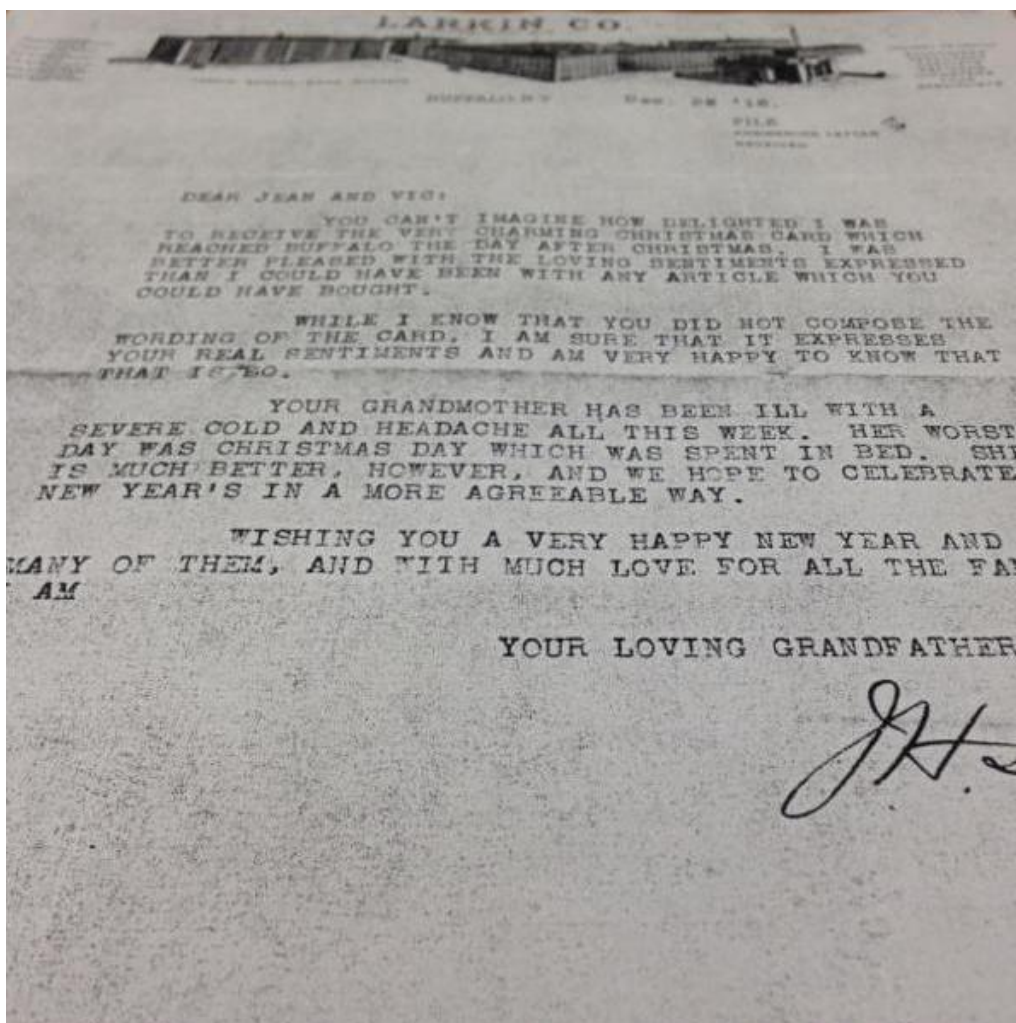 LARKIN CO.
BUFFALO, N.Y. Dec. 28 '18.
FILE
DEAR JEAN AND VIC:
YOU CAN'T IMAGINE HOW DELIGHTED I WAS
TO RECEIVE THE VERY CHARMING CHRISTMAS CARD WHICH
REACHED BUFFALO THE DAY AFTER CHRISTMAS. I WAS
BETTER PLEASED WITH THE LOVING SENTIMENTS EXPRESSED
THAN I COULD HAVE BEEN WITH ANY ARTICLE WHICH YOU
COULD HAVE BOUGHT.
WHILE I KNOW THAT YOU DID NOT COMPOSE THE
WORDING OF THE CARD, I AM SURE THAT IT EXPRESSES
YOUR REAL SENTIMENTS AND AM VERY HAPPY TO KNOW THAT
THAT IS SO.
YOUR GRANDMOTHER HAS BEEN ILL WITH A
SEVERE COLD AND HEADACHE ALL THIS WEEK. HER WORST
DAY WAS CHRISTMAS DAY WHICH WAS SPENT IN BED. SHE
IS MUCH BETTER, HOWEVER, AND WE HOPE TO CELEBRATE
NEW YEAR'S IN A MORE AGREEABLE WAY.
WISHING YOU A VERY HAPPY NEW YEAR AND
MANY OF THEM, AND WITH MUCH LOVE FOR ALL THE FA
AM
YOUR LOVING GRANDFATHER
J.H.